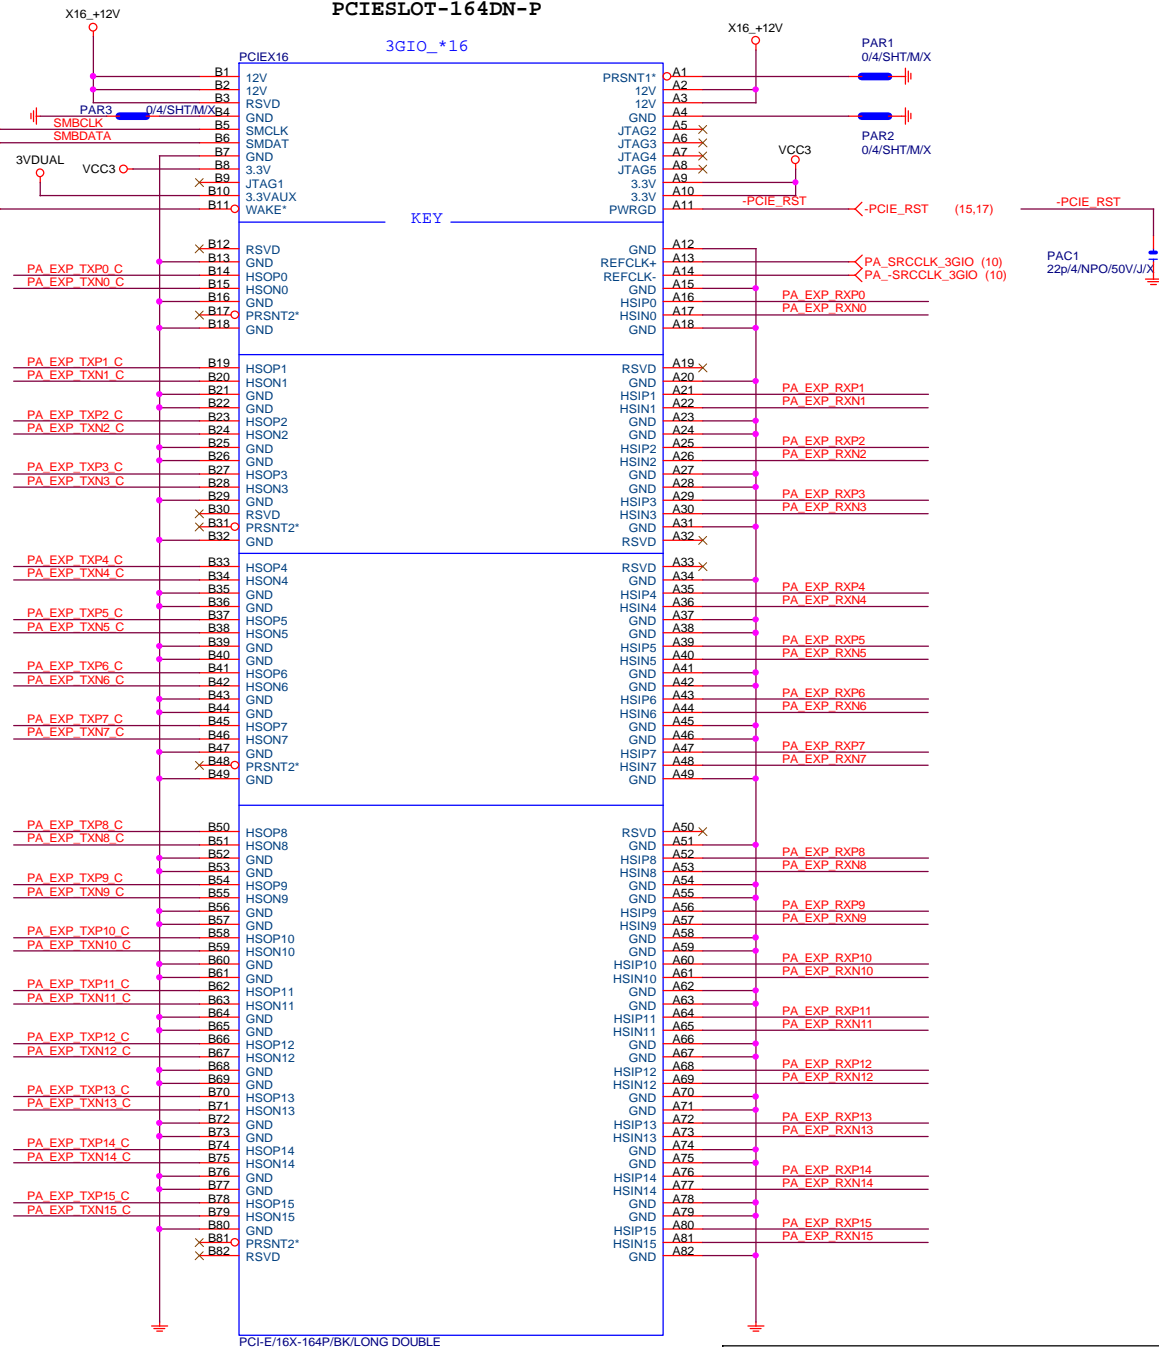 PCIESLOT-164DN-P
X16_+12V
X16_+12V
3GIO_*16
PCIEX16
PAR1
0/4/SHT/M/X
PAR3 0/4/SHT/M/X
SMBCLK
SMBDATA
3VDUAL
VCC3
PAR2
0/4/SHT/M/X
VCC3
B1 12V PRSNT1* A1
B2 12V 12V A2
B3 RSVD 12V A3
B4 GND GND A4
B5 SMCLK JTAG2 A5
B6 SMDAT JTAG3 A6
B7 GND JTAG4 A7
B8 3.3V JTAG5 A8
B9 JTAG1 3.3V A9
B10 3.3VAUX 3.3V A10
B11 WAKE* PWRGD A11 -PCIE_RST -PCIE_RST (15,17) -PCIE_RST
KEY
PAC1
22p/4/NPO/50V/J/X
B12 RSVD GND A12
B13 GND REFCLK+ A13 PA_SRCCLK_3GIO (10)
PA_EXP_TXP0_C B14 HSOP0 REFCLK- A14 PA_-SRCCLK_3GIO (10)
PA_EXP_TXN0_C B15 HSON0 GND A15
B16 GND HSIP0 A16 PA_EXP_RXP0
B17 PRSNT2* HSIN0 A17 PA_EXP_RXN0
B18 GND GND A18
PA_EXP_TXP1_C B19 HSOP1 RSVD A19
PA_EXP_TXN1_C B20 HSON1 GND A20
B21 GND HSIP1 A21 PA_EXP_RXP1
B22 GND HSIN1 A22 PA_EXP_RXN1
PA_EXP_TXP2_C B23 HSOP2 GND A23
PA_EXP_TXN2_C B24 HSON2 GND A24
B25 GND HSIP2 A25 PA_EXP_RXP2
B26 GND HSIN2 A26 PA_EXP_RXN2
PA_EXP_TXP3_C B27 HSOP3 GND A27
PA_EXP_TXN3_C B28 HSON3 GND A28
B29 GND HSIP3 A29 PA_EXP_RXP3
B30 RSVD HSIN3 A30 PA_EXP_RXN3
B31 PRSNT2* GND A31
B32 GND RSVD A32
PA_EXP_TXP4_C B33 HSOP4 RSVD A33
PA_EXP_TXN4_C B34 HSON4 GND A34
B35 GND HSIP4 A35 PA_EXP_RXP4
B36 GND HSIN4 A36 PA_EXP_RXN4
PA_EXP_TXP5_C B37 HSOP5 GND A37
PA_EXP_TXN5_C B38 HSON5 GND A38
B39 GND HSIP5 A39 PA_EXP_RXP5
B40 GND HSIN5 A40 PA_EXP_RXN5
PA_EXP_TXP6_C B41 HSOP6 GND A41
PA_EXP_TXN6_C B42 HSON6 GND A42
B43 GND HSIP6 A43 PA_EXP_RXP6
B44 GND HSIN6 A44 PA_EXP_RXN6
PA_EXP_TXP7_C B45 HSOP7 GND A45
PA_EXP_TXN7_C B46 HSON7 GND A46
B47 GND HSIP7 A47 PA_EXP_RXP7
B48 PRSNT2* HSIN7 A48 PA_EXP_RXN7
B49 GND GND A49
PA_EXP_TXP8_C B50 HSOP8 RSVD A50
PA_EXP_TXN8_C B51 HSON8 GND A51
B52 GND HSIP8 A52 PA_EXP_RXP8
B53 GND HSIN8 A53 PA_EXP_RXN8
PA_EXP_TXP9_C B54 HSOP9 GND A54
PA_EXP_TXN9_C B55 HSON9 GND A55
B56 GND HSIP9 A56 PA_EXP_RXP9
B57 GND HSIN9 A57 PA_EXP_RXN9
PA_EXP_TXP10_C B58 HSOP10 GND A58
PA_EXP_TXN10_C B59 HSON10 GND A59
B60 GND HSIP10 A60 PA_EXP_RXP10
B61 GND HSIN10 A61 PA_EXP_RXN10
PA_EXP_TXP11_C B62 HSOP11 GND A62
PA_EXP_TXN11_C B63 HSON11 GND A63
B64 GND HSIP11 A64 PA_EXP_RXP11
B65 GND HSIN11 A65 PA_EXP_RXN11
PA_EXP_TXP12_C B66 HSOP12 GND A66
PA_EXP_TXN12_C B67 HSON12 GND A67
B68 GND HSIP12 A68 PA_EXP_RXP12
B69 GND HSIN12 A69 PA_EXP_RXN12
PA_EXP_TXP13_C B70 HSOP13 GND A70
PA_EXP_TXN13_C B71 HSON13 GND A71
B72 GND HSIP13 A72 PA_EXP_RXP13
B73 GND HSIN13 A73 PA_EXP_RXN13
PA_EXP_TXP14_C B74 HSOP14 GND A74
PA_EXP_TXN14_C B75 HSON14 GND A75
B76 GND HSIP14 A76 PA_EXP_RXP14
B77 GND HSIN14 A77 PA_EXP_RXN14
PA_EXP_TXP15_C B78 HSOP15 GND A78
PA_EXP_TXN15_C B79 HSON15 GND A79
B80 GND HSIP15 A80 PA_EXP_RXP15
B81 PRSNT2* HSIN15 A81 PA_EXP_RXN15
B82 RSVD GND A82
PCI-E/16X-164P/BK/LONG DOUBLE